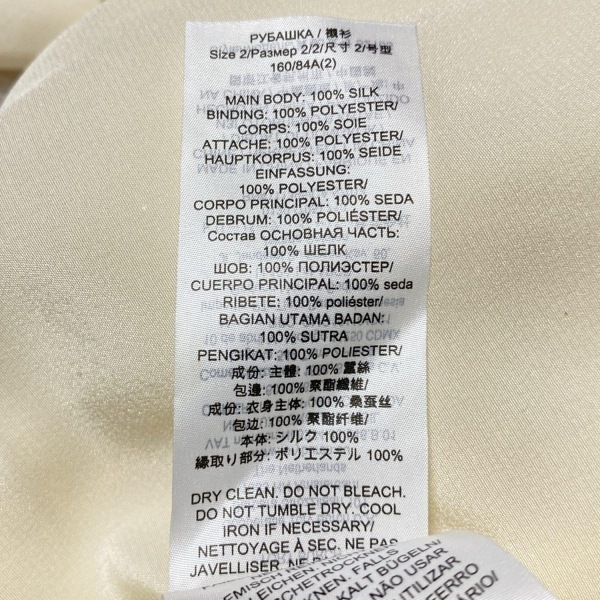 РУБАШКА / 襯衫
Size 2/Размер 2/2/尺寸 2/号型
160/84A(2)
MAIN BODY: 100% SILK
BINDING: 100% POLYESTER/
CORPS: 100% SOIE
ATTACHE: 100% POLYESTER/
HAUPTKORPUS: 100% SEIDE
EINFASSUNG:
100% POLYESTER/
CORPO PRINCIPAL: 100% SEDA
DEBRUM: 100% POLIÉSTER/
Состав ОСНОВНАЯ ЧАСТЬ:
100% ШЕЛК
ШОВ: 100% ПОЛИЭСТЕР/
CUERPO PRINCIPAL: 100% seda
RIBETE: 100% poliéster/
BAGIAN UTAMA BADAN:
100% SUTRA
PENGIKAT: 100% POLIESTER/
成份: 主體: 100% 蠶絲
包邊: 100% 聚酯纖維/
成份: 衣身主体: 100% 桑蚕丝
包边: 100% 聚酯纤维/
本体: シルク 100%
縁取り部分: ポリエステル 100%
DRY CLEAN. DO NOT BLEACH.
DO NOT TUMBLE DRY. COOL
IRON IF NECESSARY/
NETTOYAGE À SEC. NE PAS
JAVELLISER. NE
KALT BÜGELN/
NÃO USAR
UTILIZAR
FERRO